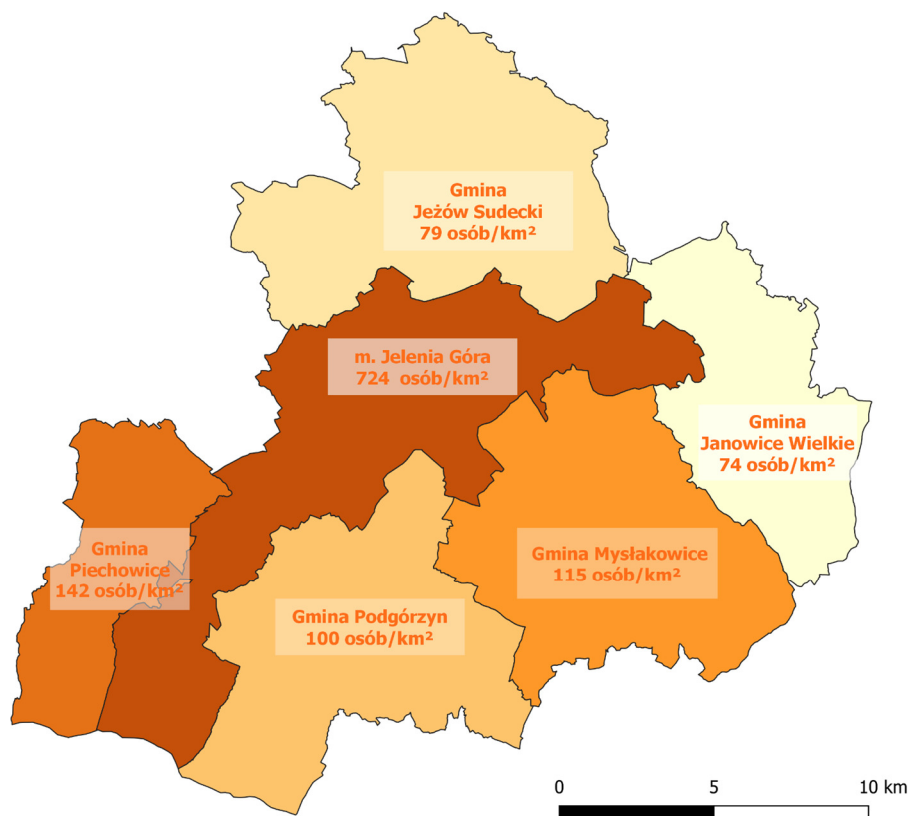 Gmina
Jeżów Sudecki
79 osób/km²
m. Jelenia Góra
724 osób/km²
Gmina
Janowice Wielkie
74 osób/km²
Gmina
Piechowice
142 osób/km²
Gmina Mysłakowice
115 osób/km²
Gmina Podgórzyn
100 osób/km²
0 5 10 km